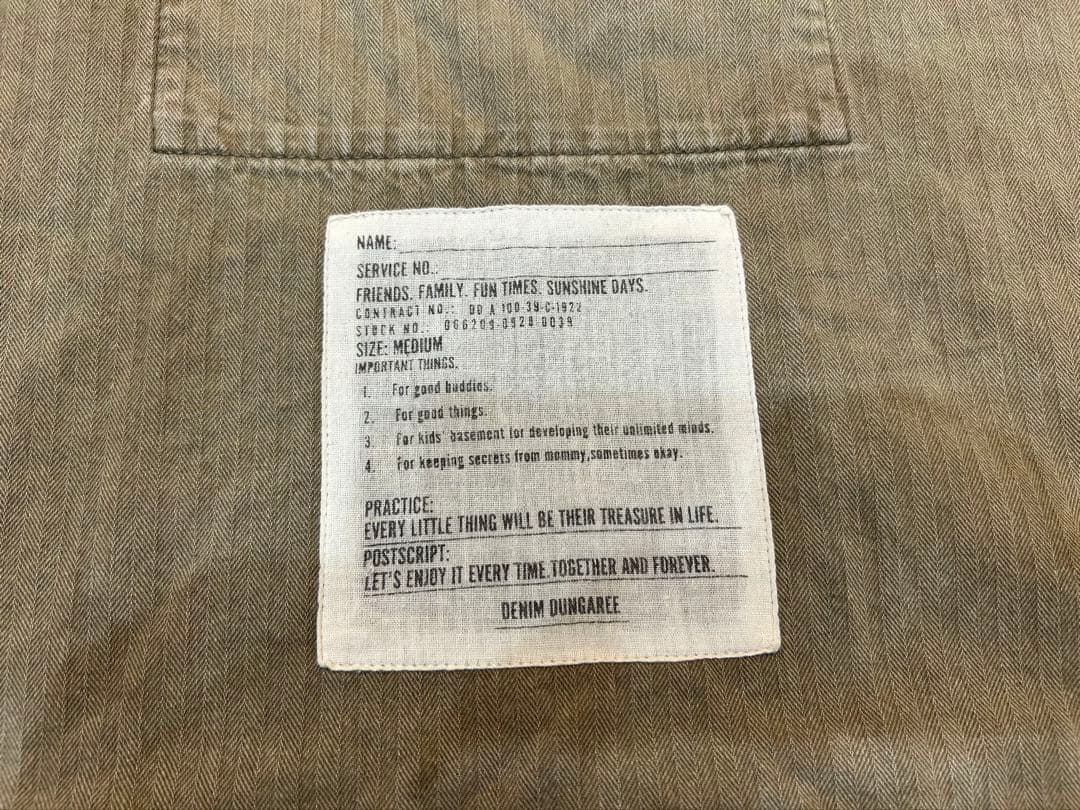 NAME:
SERVICE NO.:
FRIENDS. FAMILY. FUN TIMES. SUNSHINE DAYS.
CONTRACT NO.: DD A 100-39-C-1922
STOCK NO.: 066209-0929 0039
SIZE: MEDIUM
IMPORTANT THINGS.
1. For good buddies.
2. For good things.
3 For kids' basement for developing their unlimited minds.
4. For keeping secrets from mommy,sometimes okay.
PRACTICE:
EVERY LITTLE THING WILL BE THEIR TREASURE IN LIFE.
POSTSCRIPT:
LET'S ENJOY IT EVERY TIME.TOGETHER AND FOREVER.
DENIM DUNGAREE